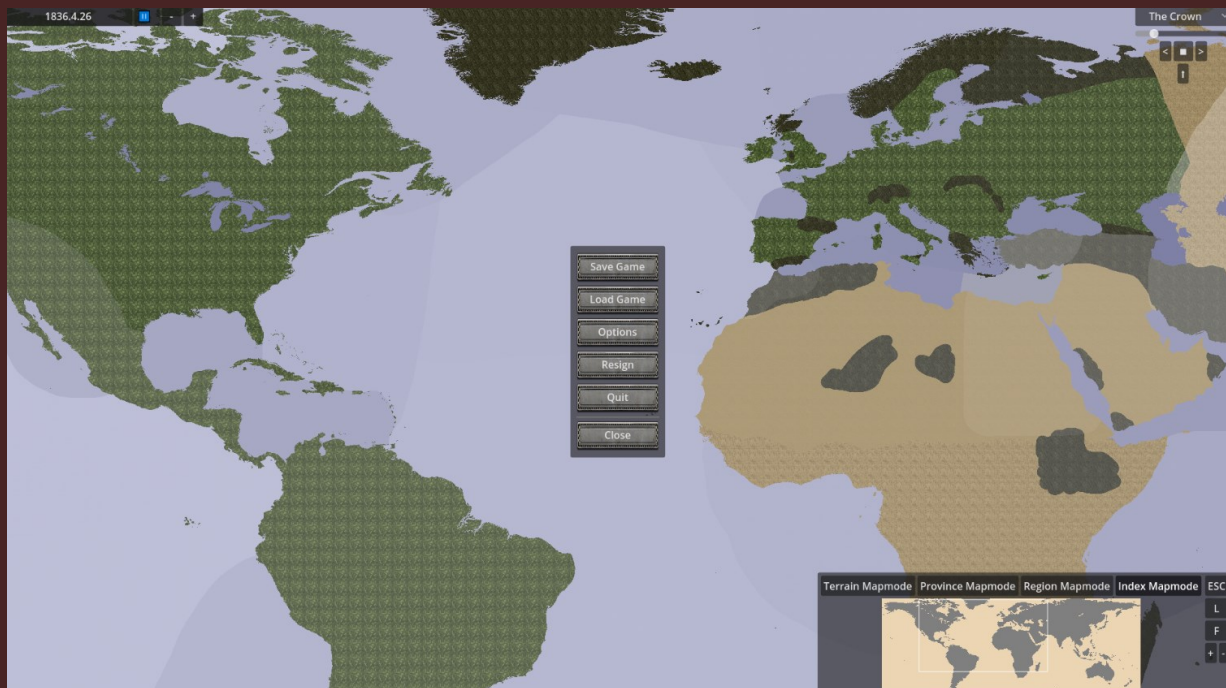 1836.4.26 - +
The Crown
< ■ >
t
Save Game
Load Game
Options
Resign
Quit
Close
Terrain Mapmode Province Mapmode Region Mapmode Index Mapmode ESC
L
F
+ -